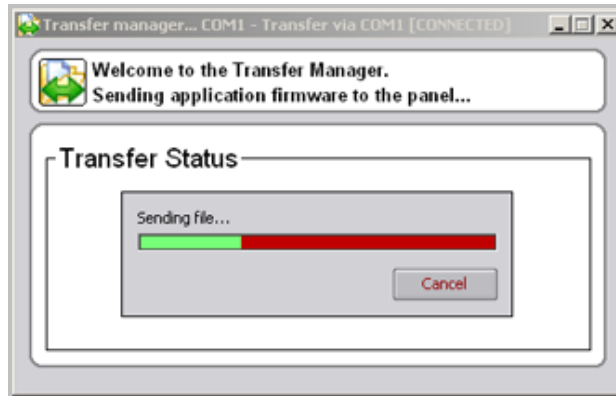 Transfer manager... COM1 - Transfer via COM1 [CONNECTED]
Welcome to the Transfer Manager.
Sending application firmware to the panel...
Transfer Status
Sending file...
Cancel